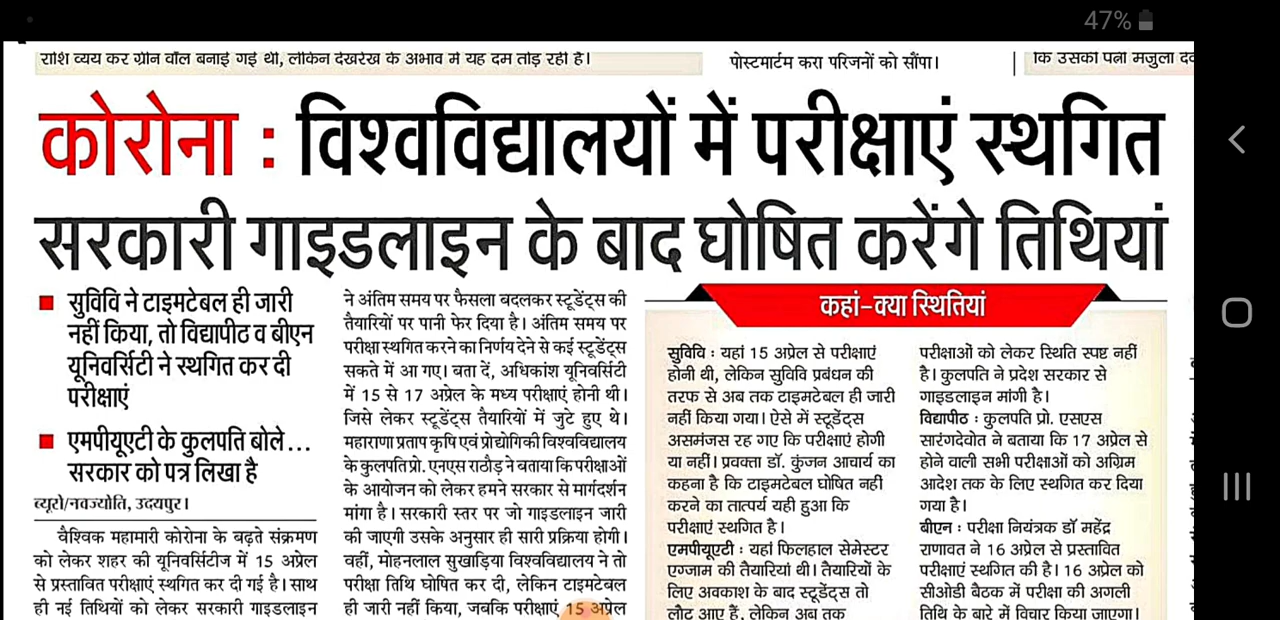 47%
राशि व्यय कर ग्रीन वॉल बनाई गई थी, लेकिन देखरेख के अभाव में यह दम तोड़ रही है।
पोस्टमार्टम करा परिजनों को सौंपा।
कि उसकी पत्नी मंजुला
कोरोना : विश्वविद्यालयों में परीक्षाएं स्थगित
सरकारी गाइडलाइन के बाद घोषित करेंगे तिथियां
सुविवि ने टाइमटेबल ही जारी
नहीं किया, तो विद्यापीठ व बीएन
यूनिवर्सिटी ने स्थगित कर दी
परीक्षाएं
एमपीयूएटी के कुलपति बोले...
सरकार को पत्र लिखा है
ब्यूरो/नवज्योति, उदयपुर।
वैश्विक महामारी कोरोना के बढ़ते संक्रमण
को लेकर शहर की यूनिवर्सिटीज में 15 अप्रेल
से प्रस्तावित परीक्षाएं स्थगित कर दी गई है। साथ
ही नई तिथियों को लेकर सरकारी गाइडलाइन
ने अंतिम समय पर फैसला बदलकर स्टूडेंट्स की
तैयारियों पर पानी फेर दिया है। अंतिम समय पर
परीक्षा स्थगित करने का निर्णय देने से कई स्टूडेंट्स
सकते में आ गए। बता दें, अधिकांश यूनिवर्सिटी
में 15 से 17 अप्रेल के मध्य परीक्षाएं होनी थी।
जिसे लेकर स्टूडेंट्स तैयारियों में जुटे हुए थे।
महाराणा प्रताप कृषि एवं प्रोद्योगिकी विश्वविद्यालय
के कुलपति प्रो. एनएस राठौड़ ने बताया कि परीक्षाओं
के आयोजन को लेकर हमने सरकार से मार्गदर्शन
मांगा है। सरकारी स्तर पर जो गाइडलाइन जारी
की जाएगी उसके अनुसार ही सारी प्रक्रिया होगी।
वहीं, मोहनलाल सुखाड़िया विश्वविद्यालय ने तो
परीक्षा तिथि घोषित कर दी, लेकिन टाइमटेबल
ही जारी नहीं किया, जबकि परीक्षाएं 15 अप्रेल
कहां-क्या स्थितियां
सुविवि : यहां 15 अप्रेल से परीक्षाएं
होनी थी, लेकिन सुविवि प्रबंधन की
तरफ से अब तक टाइमटेबल ही जारी
नहीं किया गया। ऐसे में स्टूडेंट्स
असमंजस रह गए कि परीक्षाएं होगी
या नहीं। प्रवक्ता डॉ. कुंजन आचार्य का
कहना है कि टाइमटेबल घोषित नही
करने का तात्पर्य यही हुआ कि
परीक्षाएं स्थगित है।
एमपीयूएटी : यहां फिलहाल सेमेस्टर
एग्जाम की तैयारियां थी। तैयारियों के
लिए अवकाश के बाद स्टूडेंट्स तो
लौट आए हैं, लेकिन अब तक
परीक्षाओं को लेकर स्थिति स्पष्ट नहीं
है। कुलपति ने प्रदेश सरकार से
गाइडलाइन मांगी है।
विद्यापीठ : कुलपति प्रो. एसएस
सारंगदेवोत ने बताया कि 17 अप्रेल से
होने वाली सभी परीक्षाओं को अग्रिम
आदेश तक के लिए स्थगित कर दिया
गया है।
बीएन : परीक्षा नियंत्रक डॉ महेंद्र
राणावत ने 16 अप्रेल से प्रस्तावित
परीक्षाएं स्थगित की है। 16 अप्रेल को
सीओडी बैठक में परीक्षा की अगली
तिथि के बारे में विचार किया जाएगा।